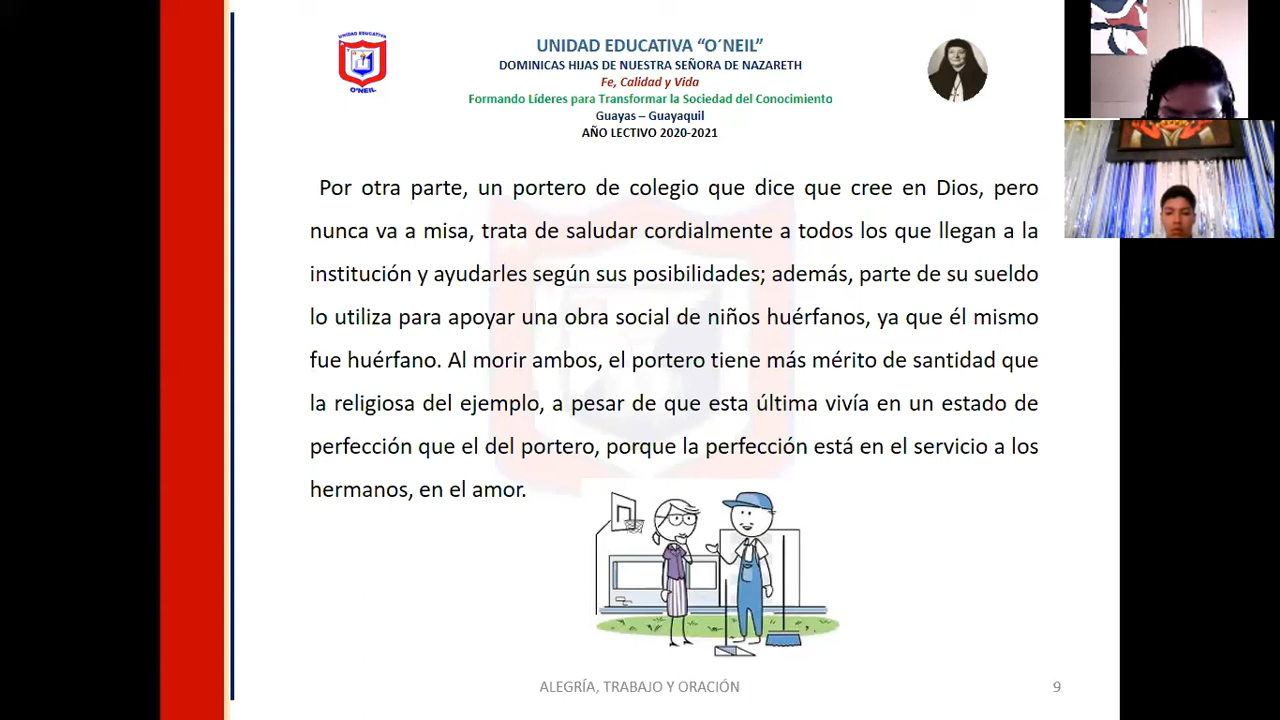 UNIDAD EDUCATIVA
O´NEIL
UNIDAD EDUCATIVA “O´NEIL”
DOMINICAS HIJAS DE NUESTRA SEÑORA DE NAZARETH
Fe, Calidad y Vida
Formando Líderes para Transformar la Sociedad del Conocimiento
Guayas – Guayaquil
AÑO LECTIVO 2020-2021
Por otra parte, un portero de colegio que dice que cree en Dios, pero
nunca va a misa, trata de saludar cordialmente a todos los que llegan a la
institución y ayudarles según sus posibilidades; además, parte de su sueldo
lo utiliza para apoyar una obra social de niños huérfanos, ya que él mismo
fue huérfano. Al morir ambos, el portero tiene más mérito de santidad que
la religiosa del ejemplo, a pesar de que esta última vivía en un estado de
perfección que el del portero, porque la perfección está en el servicio a los
hermanos, en el amor.
ALEGRÍA, TRABAJO Y ORACIÓN
9